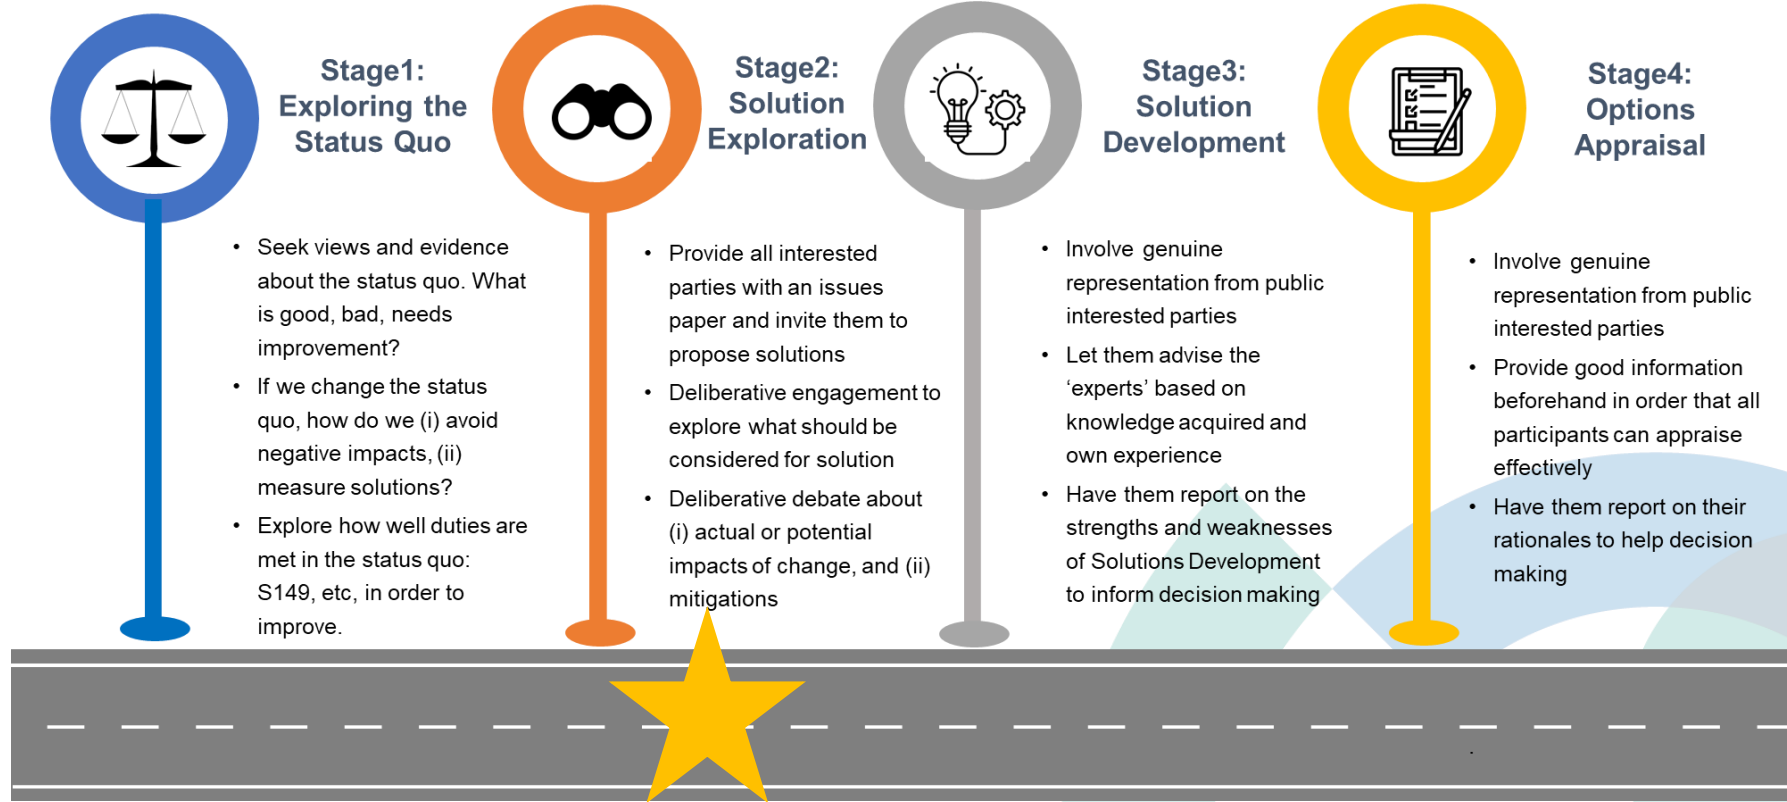 Stage1:
Exploring the
Status Quo
• Seek views and evidence
about the status quo. What
is good, bad, needs
improvement?
• If we change the status
quo, how do we (i) avoid
negative impacts, (ii)
measure solutions?
• Explore how well duties are
met in the status quo:
S149, etc, in order to
improve.
Stage2:
Solution
Exploration
• Provide all interested
parties with an issues
paper and invite them to
propose solutions
• Deliberative engagement to
explore what should be
considered for solution
• Deliberative debate about
(i) actual or potential
impacts of change, and (ii)
mitigations
Stage3:
Solution
Development
• Involve genuine
representation from public
interested parties
• Let them advise the
‘experts’ based on
knowledge acquired and
own experience
• Have them report on the
strengths and weaknesses
of Solutions Development
to inform decision making
Stage4:
Options
Appraisal
• Involve genuine
representation from public
interested parties
• Provide good information
beforehand in order that all
participants can appraise
effectively
• Have them report on their
rationales to help decision
making
.